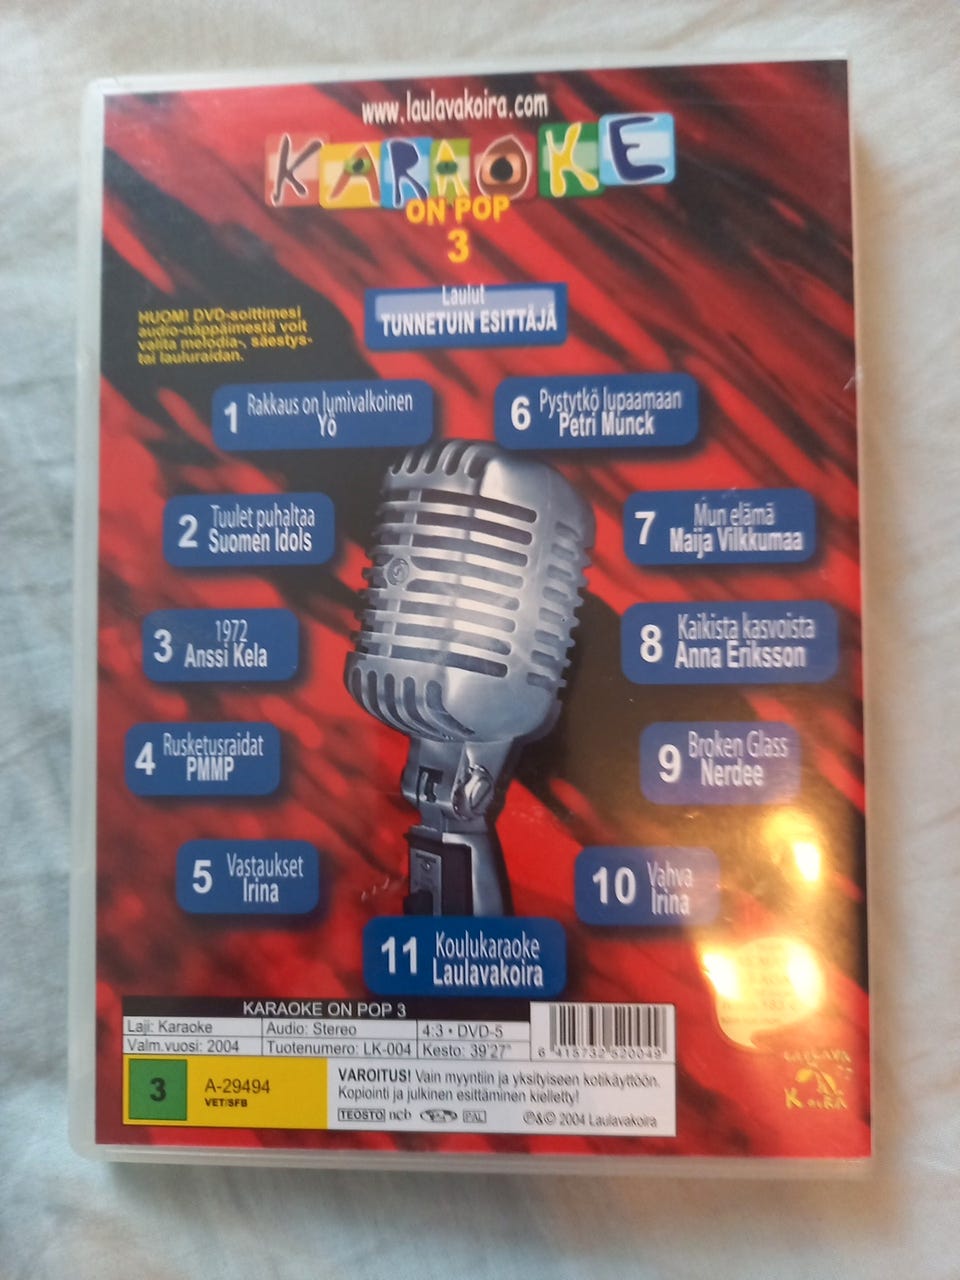 www.laulavakoira.com
KARAOKE
ON POP
3
Laulut
TUNNETUIN ESITTÄJÄ
HUOM! DVD-soittimesi
audio-näppäimestä voit
valita melodia-, säestys-
tai lauluraidan.
1 Rakkaus on lumivalkoinen
Yö
2 Tuulet puhaltaa
Suomen Idols
3 1972
Anssi Kela
4 Rusketusraidat
PMMP
5 Vastaukset
Irina
6 Pystytkö lupaamaan
Petri Munck
7 Mun elämä
Maija Vilkkumaa
8 Kaikista kasvoista
Anna Eriksson
9 Broken Glass
Nerdee
10 Vahva
Irina
11 Koulukaraoke
Laulavakoira
KARAOKE ON POP 3
Laji: Karaoke Audio: Stereo 4:3 • DVD-5
Valm.vuosi: 2004 Tuotenumero: LK-004 Kesto: 39'27"
6 415732 520049
3 A-29494
VET/SFB
VAROITUS! Vain myyntiin ja yksityiseen kotikäyttöön.
Kopiointi ja julkinen esittäminen kielletty!
TEOSTO ncb PAL ℗&© 2004 Laulavakoira
LAULAVA
KOIRA